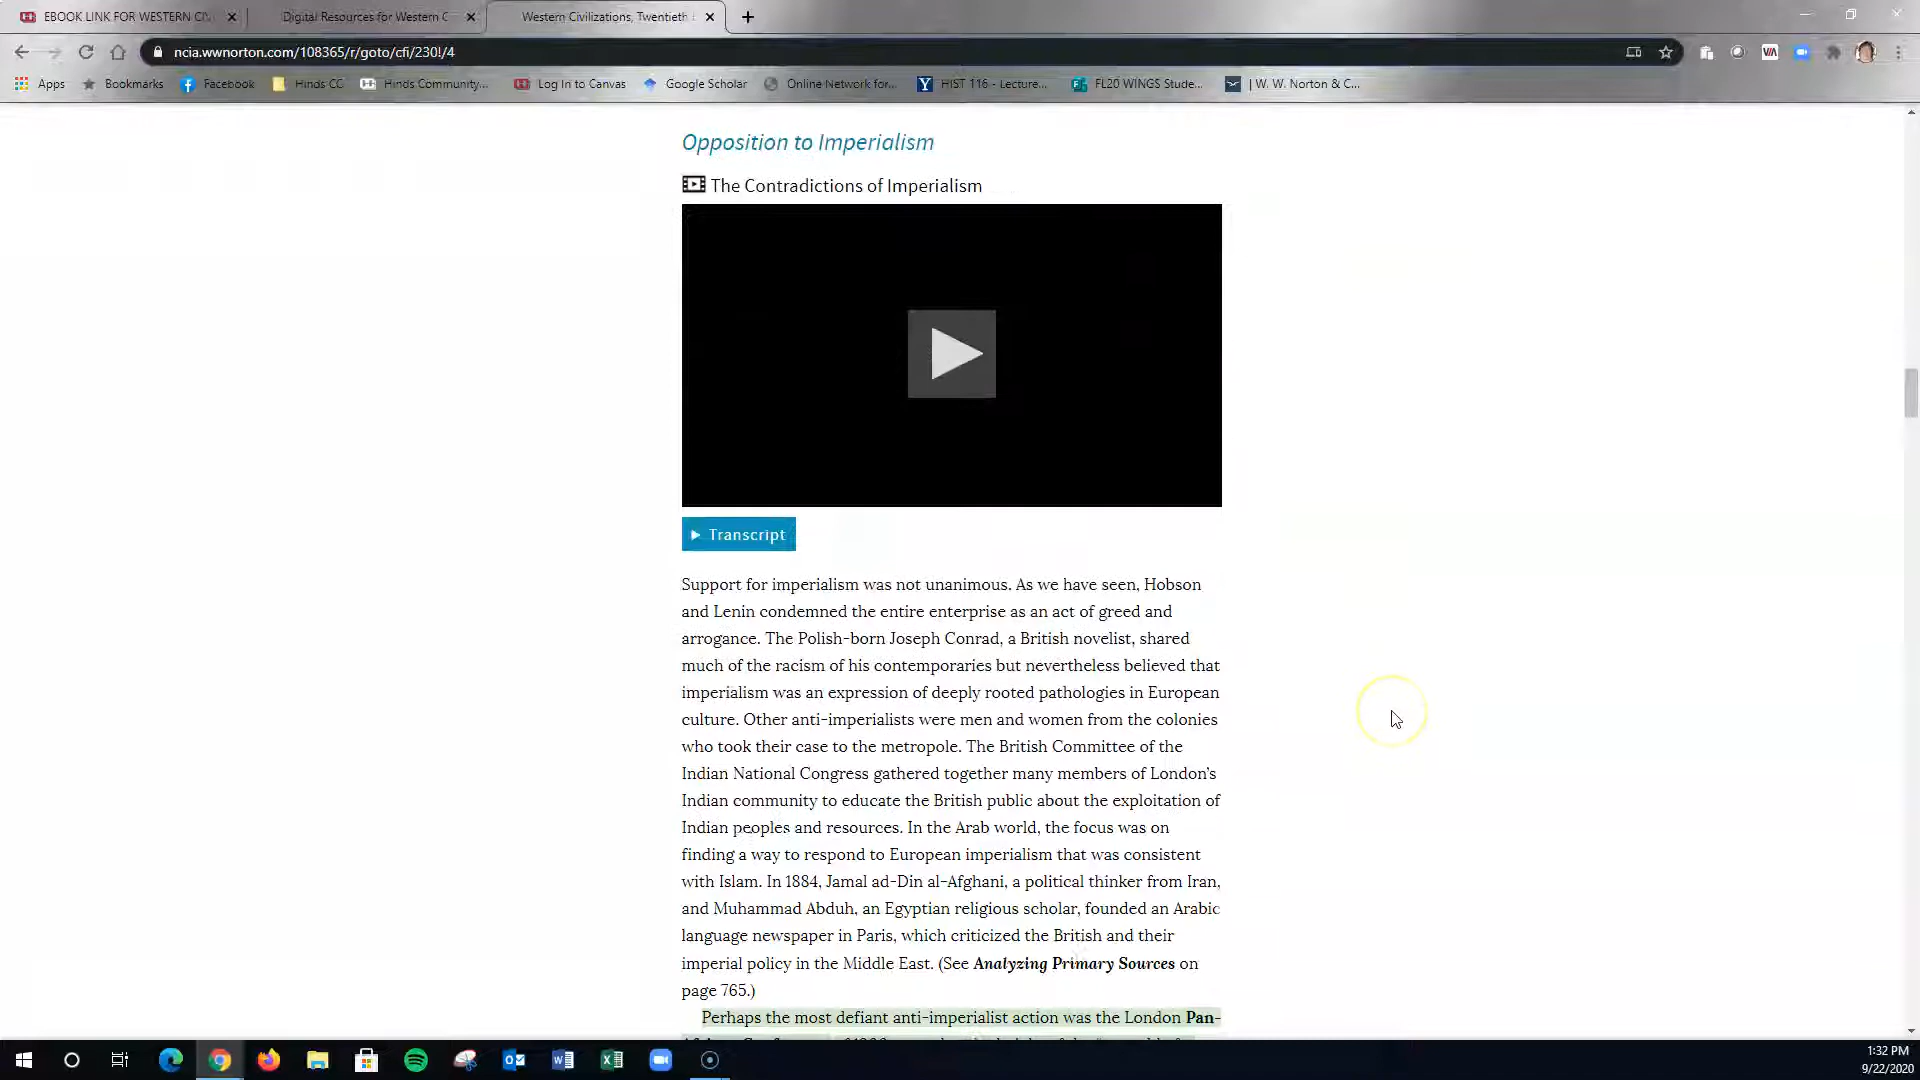 EBOOK LINK FOR WESTERN CIV
Digital Resources for Western C
Western Civilizations, Twentieth
ncia.wwnorton.com/108365/r/goto/cfi/230!/4
Apps
Bookmarks
Facebook
Hinds CC
Hinds Community...
Log In to Canvas
Google Scholar
Online Network for...
HIST 116 - Lecture...
FL20 WINGS Stude...
| W. W. Norton & C...
Opposition to Imperialism
The Contradictions of Imperialism
Transcript
Support for imperialism was not unanimous. As we have seen, Hobson
and Lenin condemned the entire enterprise as an act of greed and
arrogance. The Polish-born Joseph Conrad, a British novelist, shared
much of the racism of his contemporaries but nevertheless believed that
imperialism was an expression of deeply rooted pathologies in European
culture. Other anti-imperialists were men and women from the colonies
who took their case to the metropole. The British Committee of the
Indian National Congress gathered together many members of London's
Indian community to educate the British public about the exploitation of
Indian peoples and resources. In the Arab world, the focus was on
finding a way to respond to European imperialism that was consistent
with Islam. In 1884, Jamal ad-Din al-Afghani, a political thinker from Iran,
and Muhammad Abduh, an Egyptian religious scholar, founded an Arabic
language newspaper in Paris, which criticized the British and their
imperial policy in the Middle East. (See Analyzing Primary Sources on
page 765.)
Perhaps the most defiant anti-imperialist action was the London Pan-
1:32 PM
9/22/2020